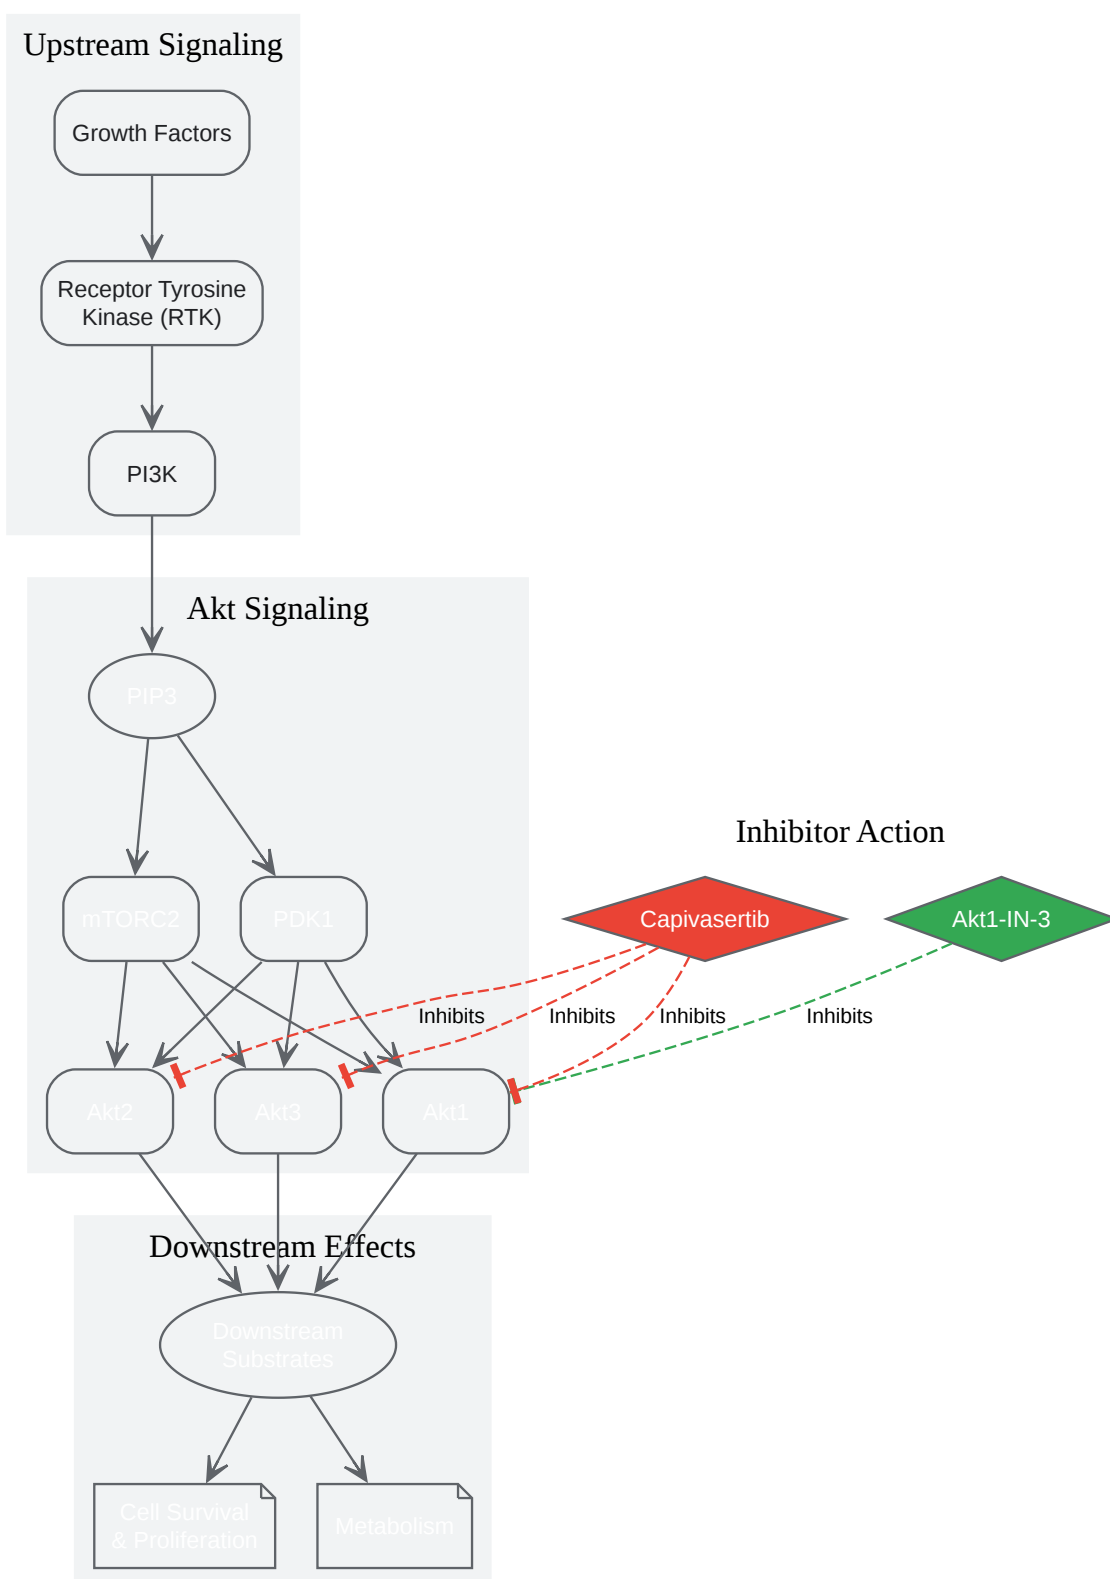 Upstream Signaling
Growth Factors
Receptor Tyrosine
Kinase (RTK)
PI3K
Akt Signaling
PIP3
Inhibitor Action
mTORC2
PDK1
Capivasertib
Akt1-IN-3
Inhibits
Inhibits
Inhibits
Inhibits
Akt2
Akt3
Akt1
Downstream Effects
Downstream
Substrates
Cell Survival
& Proliferation
Metabolism